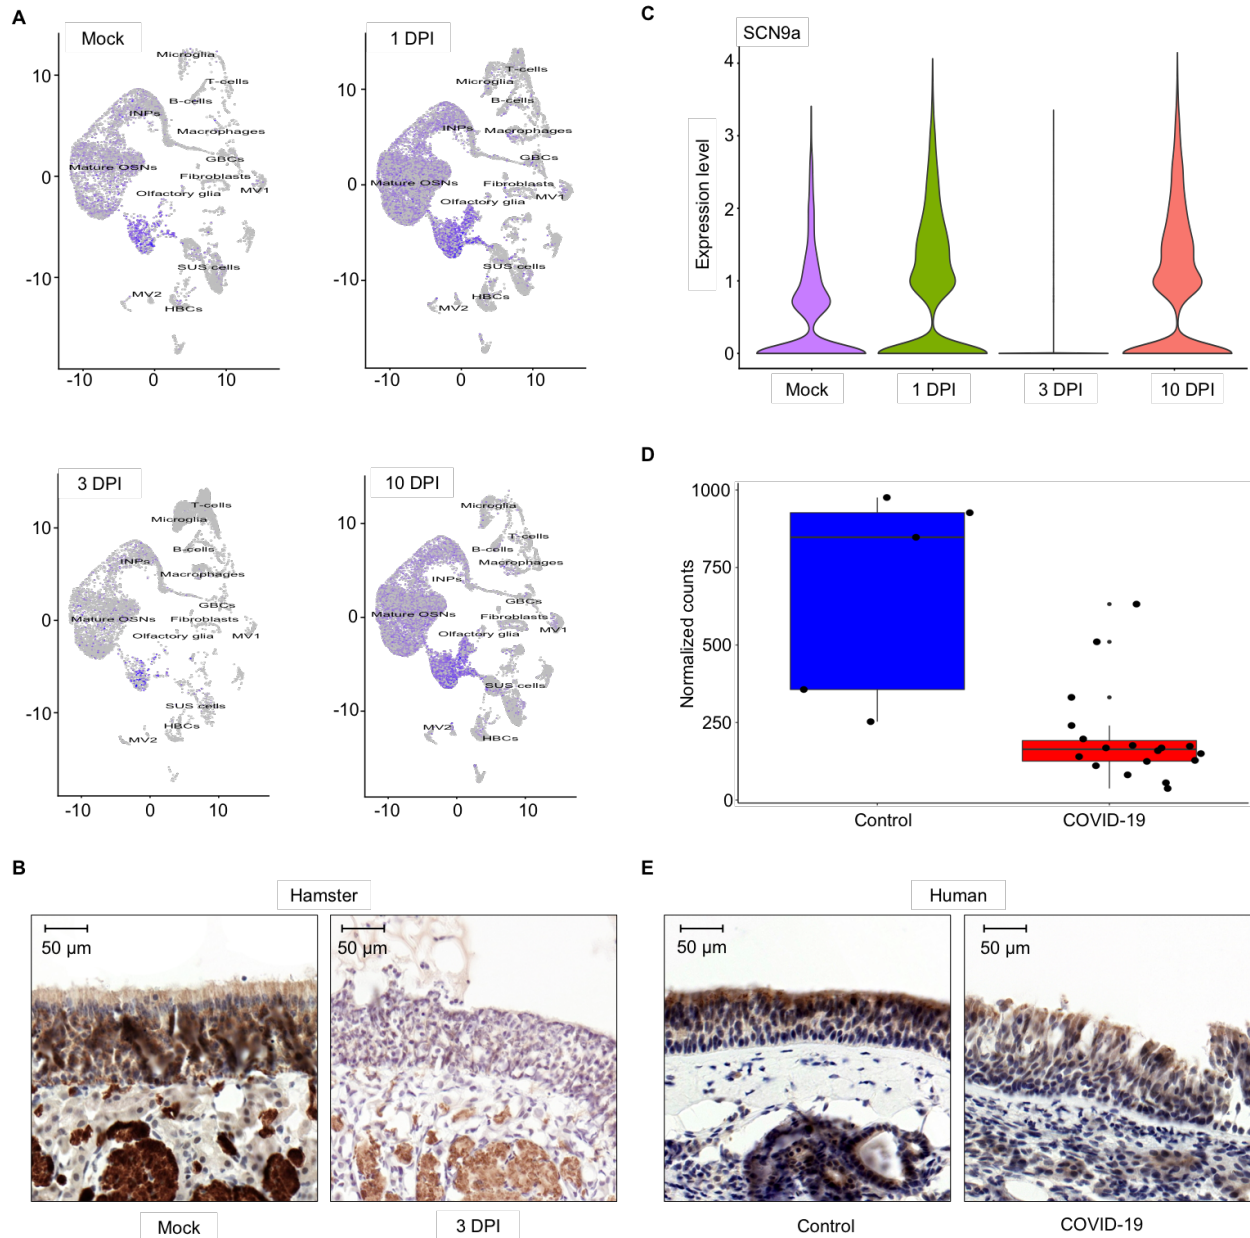 A
Mock
10
0
-10
-10
0
10
Microglia
T-cells
B-cells
INPs
Macrophages
GBCs
Mature OSNs
Fibroblasts
MV1
Olfactory glia
SUS cells
MV2
HBCs
1 DPI
10
0
-10
-10
0
10
T-cells
Microglia
B-cells
INPs
Macrophages
GBCs
Mature OSNs
Fibroblasts
MV1
Olfactory glia
SUS cells
HBCs
MV2
3 DPI
10
0
-10
-10
0
10
T-cells
Microglia
B-cells
INPs
Macrophages
GBCs
Mature OSNs
Fibroblasts
Olfactory glia
MV1
SUS cells
HBCs
MV2
10 DPI
10
0
-10
-10
0
10
Microglia
T-cells
B-cells
Macrophages
INPs
GBCs
Mature OSNs
Fibroblasts
MV1
Olfactory glia
SUS cells
MV2
HBCs
B
Hamster
50 µm
50 µm
Mock
3 DPI
C
SCN9a
Expression level
4
3
2
1
0
Mock
1 DPI
3 DPI
10 DPI
D
Normalized counts
1000
750
500
250
0
Control
COVID-19
E
Human
50 µm
50 µm
Control
COVID-19